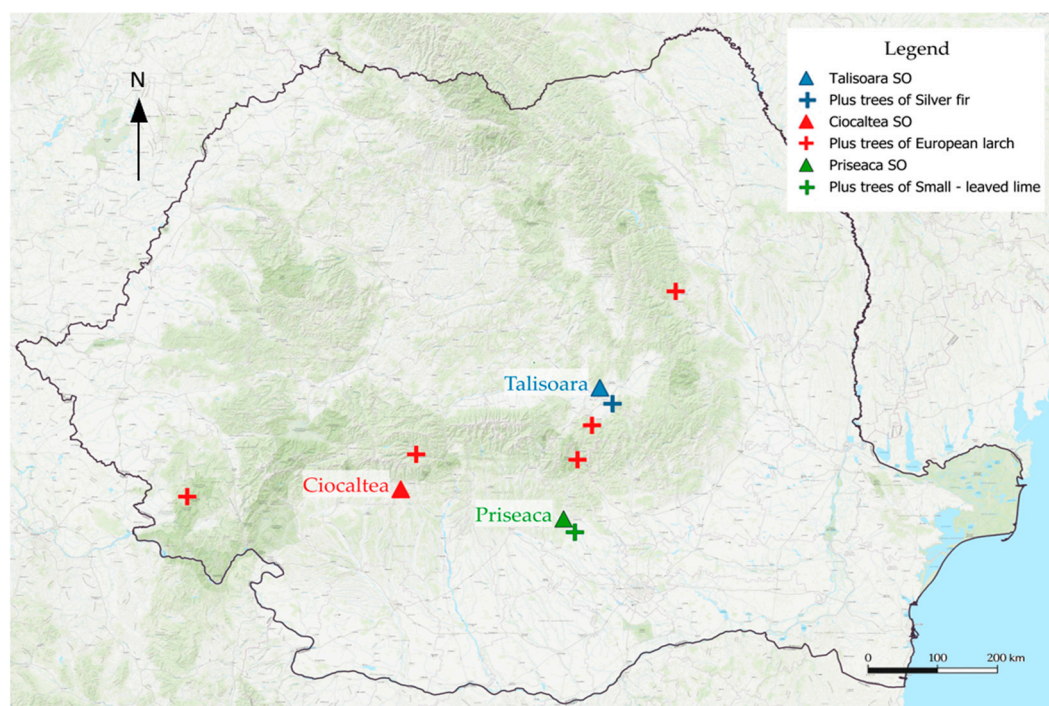 N
Legend
Talisoara SO
Plus trees of Silver fir
Ciocaltea SO
Plus trees of European larch
Priseaca SO
Plus trees of Small - leaved lime
Talisoara
Ciocaltea
Priseaca
0 100 200 km